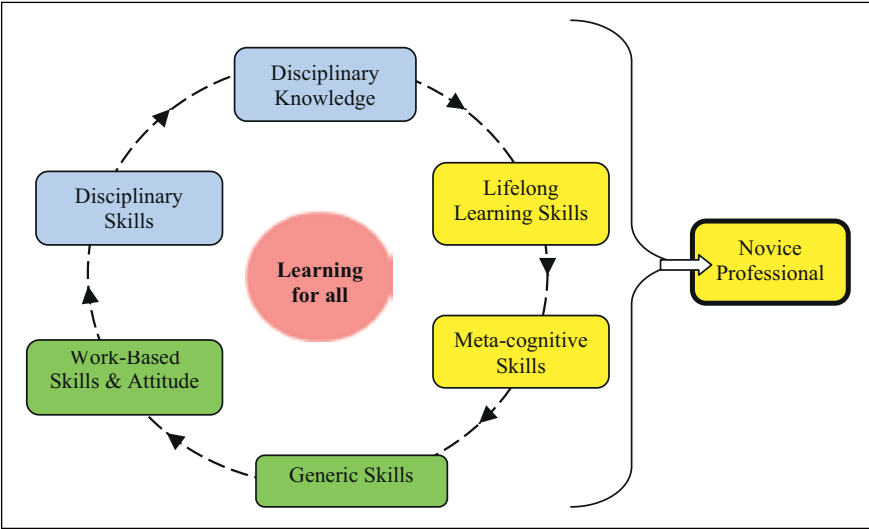 Disciplinary
Knowledge
Lifelong
Learning Skills
Meta-cognitive
Skills
Generic Skills
Work-Based
Skills & Attitude
Disciplinary
Skills
Learning
for all
Novice
Professional